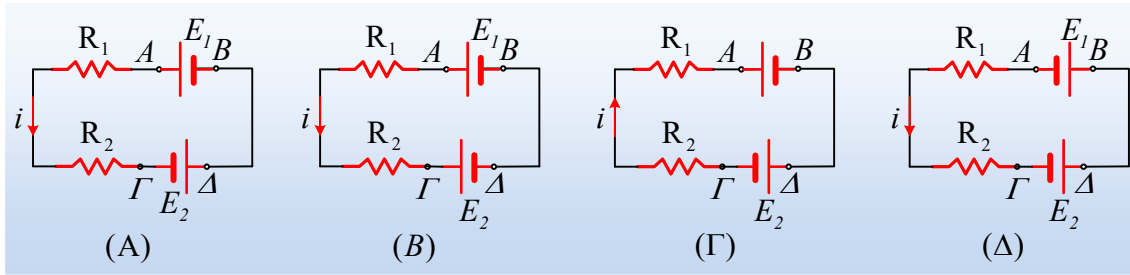 R₁ A E₁ B
i
R₂ Γ E₂ Δ
(A)
R₁ A E₁ B
i
R₂ Γ E₂ Δ
(B)
R₁ A B
i
R₂ Γ E₂ Δ
(Γ)
R₁ A E₁ B
i
R₂ Γ E₂ Δ
(Δ)